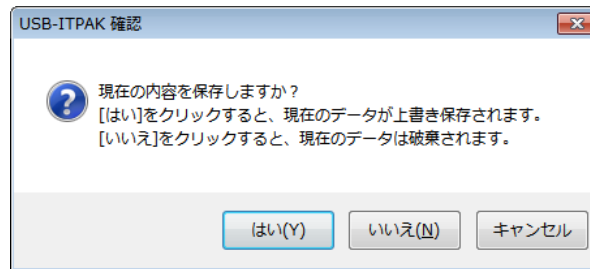 USB-ITPAK 確認
現在の内容を保存しますか？
[はい]をクリックすると、現在のデータが上書き保存されます。
[いいえ]をクリックすると、現在のデータは破棄されます。
はい(Y)
いいえ(N)
キャンセル